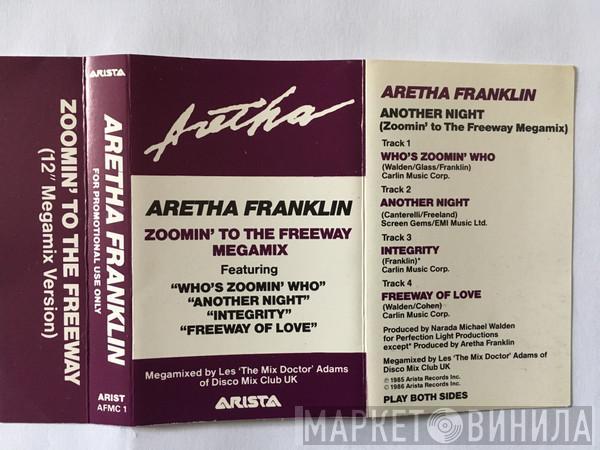 ZOOMIN' TO THE FREEWAY
(12" Megamix Version)
ARISTA
ARETHA FRANKLIN
FOR PROMOTIONAL USE ONLY
ARIST
AFMC 1
Aretha
ARETHA FRANKLIN
ZOOMIN' TO THE FREEWAY
MEGAMIX
Featuring
"WHO'S ZOOMIN' WHO"
"ANOTHER NIGHT"
"INTEGRITY"
"FREEWAY OF LOVE"
Megamixed by Les 'The Mix Doctor' Adams
of Disco Mix Club UK
ARISTA
ARETHA FRANKLIN
ANOTHER NIGHT
(Zoomin' to The Freeway Megamix)
Track 1
WHO'S ZOOMIN' WHO
(Walden/Glass/Franklin)
Carlin Music Corp.
Track 2
ANOTHER NIGHT
(Canterelli/Freeland)
Screen Gems/EMI Music Ltd.
Track 3
INTEGRITY
(Franklin)*
Carlin Music Corp.
Track 4
FREEWAY OF LOVE
(Walden/Cohen)
Carlin Music Corp.
Produced by Narada Michael Walden
for Perfection Light Productions
except* Produced by Aretha Franklin
Megamixed by Les 'The Mix Doctor' Adams of
Disco Mix Club UK
℗ 1985 Arista Records Inc.
© 1986 Arista Records Inc.
PLAY BOTH SIDES
МАРКЕТ ВИНИЛА